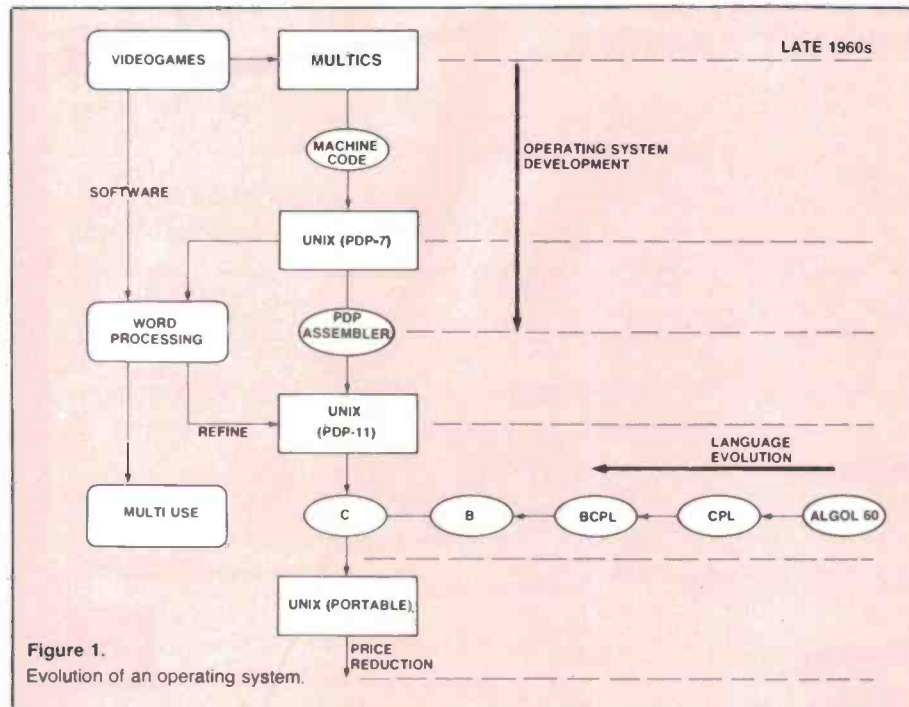 LATE 1960s
VIDEOGAMES
MULTICS
MACHINE
CODE
OPERATING SYSTEM
DEVELOPMENT
SOFTWARE
UNIX (PDP-7)
WORD
PROCESSING
PDP
ASSEMBLER
UNIX
(PDP-11)
REFINE
LANGUAGE
EVOLUTION
MULTI USE
C
B
BCPL
CPL
ALGOL 60
UNIX (PORTABLE)
PRICE
REDUCTION
Figure 1.
Evolution of an operating system.